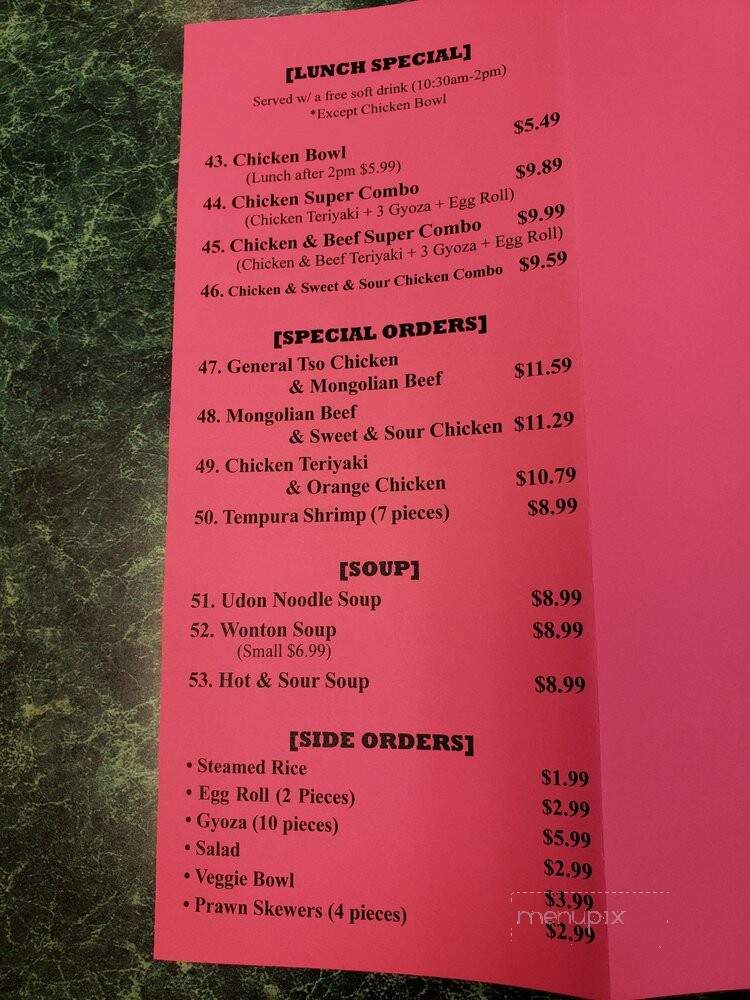 [LUNCH SPECIAL]
Served w/ a free soft drink (10:30am-2pm)
*Except Chicken Bowl
43. Chicken Bowl $5.49
(Lunch after 2pm $5.99)
44. Chicken Super Combo $9.89
(Chicken Teriyaki + 3 Gyoza + Egg Roll)
45. Chicken & Beef Super Combo $9.99
(Chicken & Beef Teriyaki + 3 Gyoza + Egg Roll)
46. Chicken & Sweet & Sour Chicken Combo $9.59
[SPECIAL ORDERS]
47. General Tso Chicken
& Mongolian Beef $11.59
48. Mongolian Beef
& Sweet & Sour Chicken $11.29
49. Chicken Teriyaki
& Orange Chicken $10.79
50. Tempura Shrimp (7 pieces) $8.99
[SOUP]
51. Udon Noodle Soup $8.99
52. Wonton Soup $8.99
(Small $6.99)
53. Hot & Sour Soup $8.99
[SIDE ORDERS]
• Steamed Rice $1.99
• Egg Roll (2 Pieces) $2.99
• Gyoza (10 pieces) $5.99
• Salad $2.99
• Veggie Bowl $3.99
• Prawn Skewers (4 pieces) $2.99
menupix